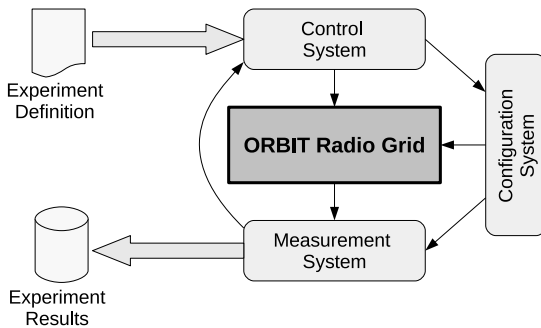 Control
System
Experiment
Definition
ORBIT Radio Grid
Configuration
System
Measurement
System
Experiment
Results